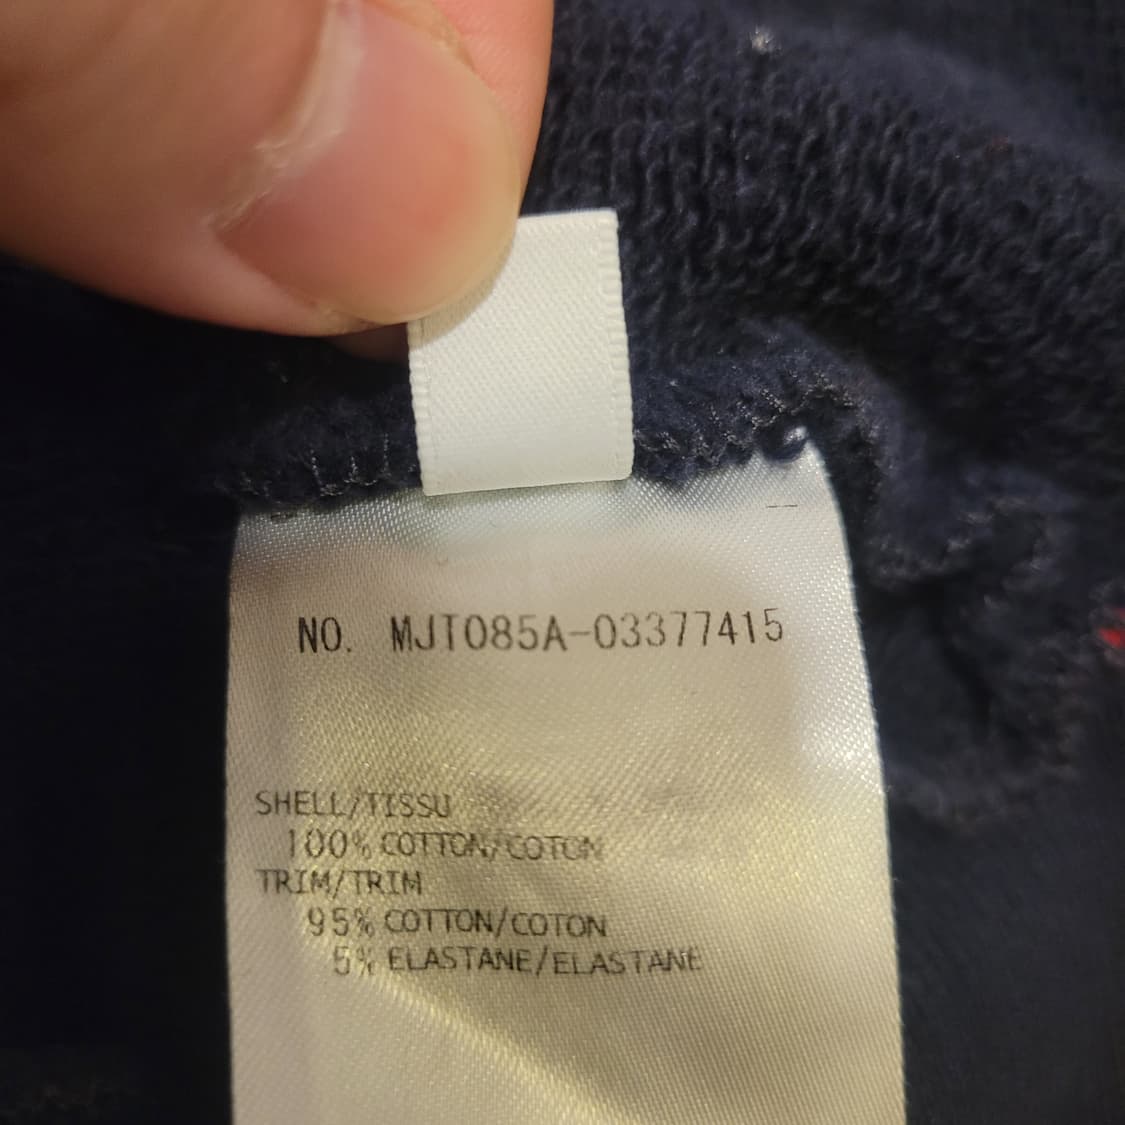 NO. MJT085A-03377415
SHELL/TISSU
100% COTTON/COTON
TRIM/TRIM
95% COTTON/COTON
5% ELASTANE/ELASTANE